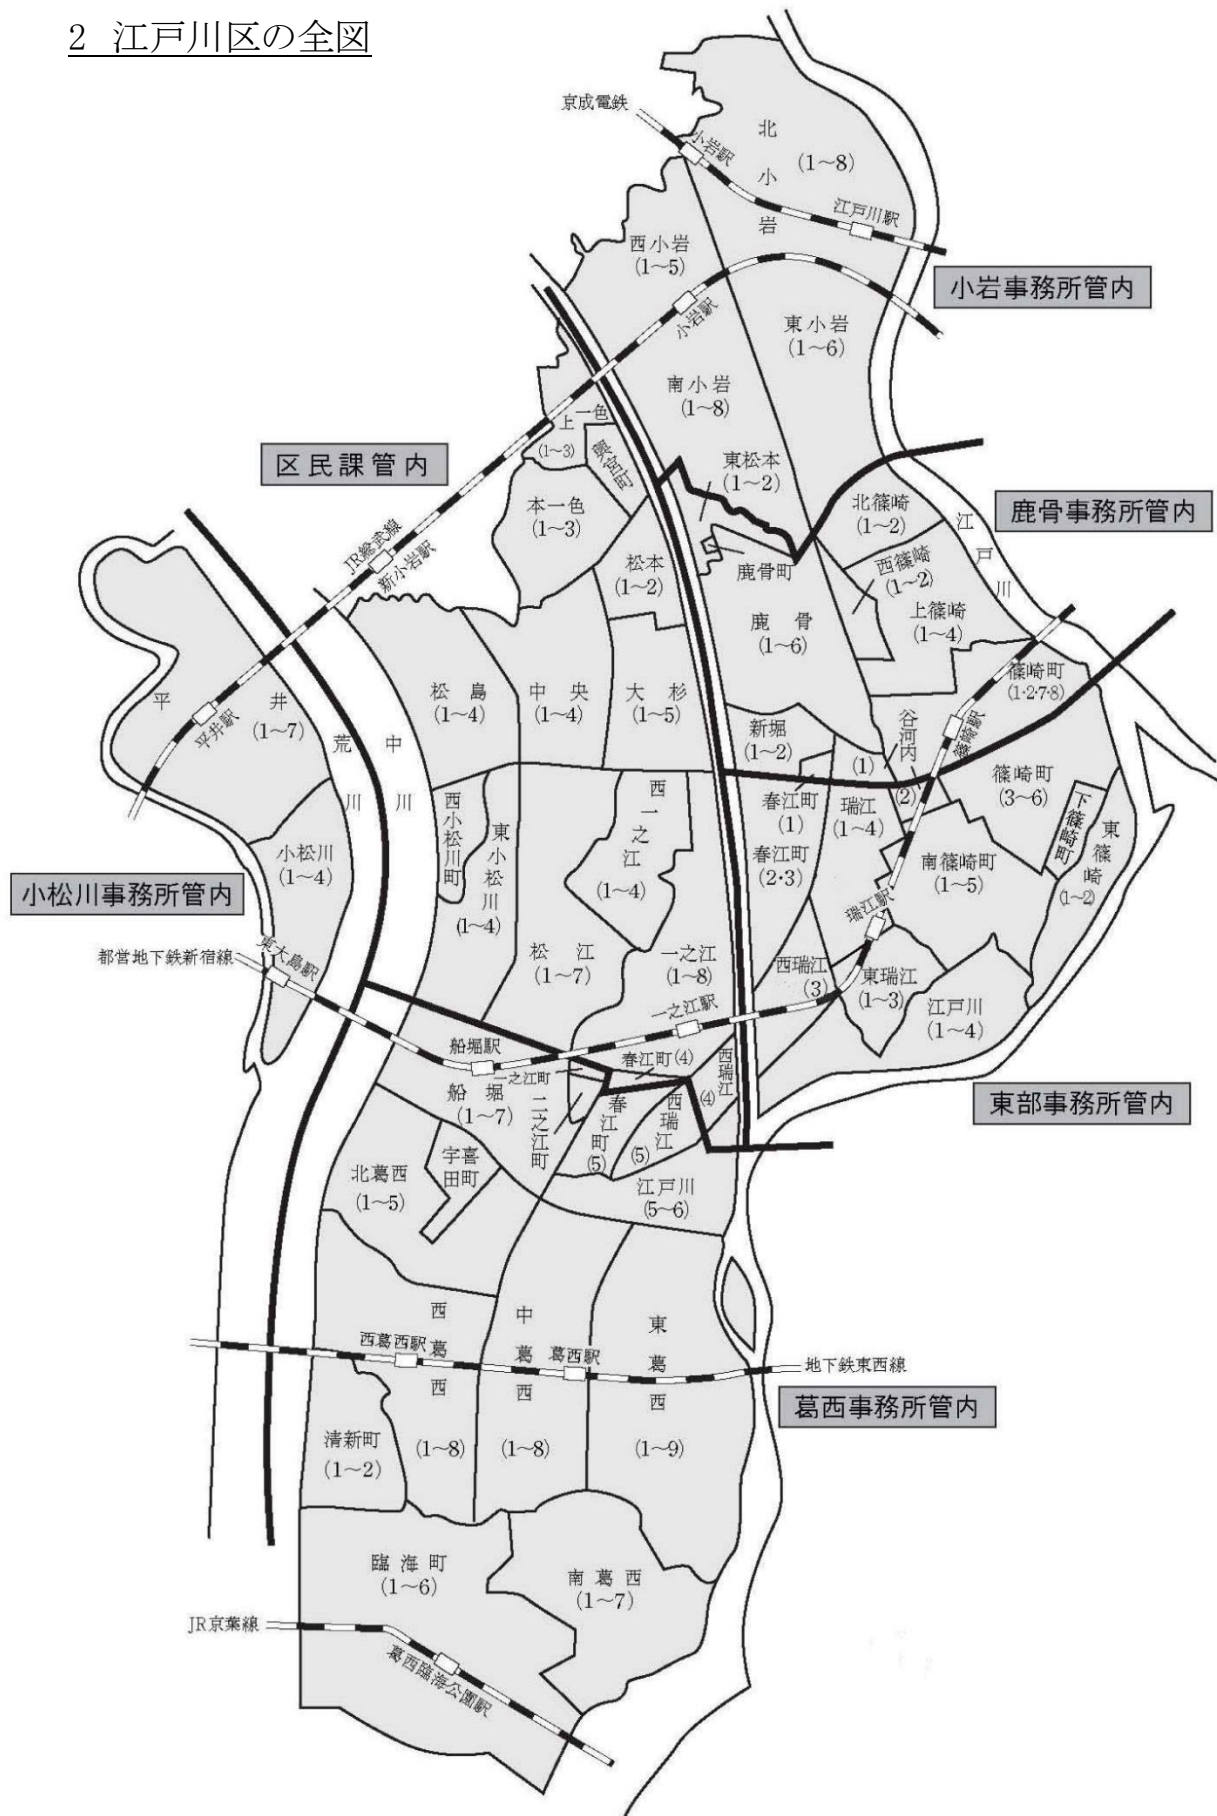 2 江戸川区の全図
京成電鉄
小岩駅
北小岩
(1～8)
江戸川駅
西小岩
(1～5)
小岩駅
小岩事務所管内
東小岩
(1～6)
南小岩
(1～8)
上一色
(1～3)
興宮町
区民課管内
東松本
(1～2)
本一色
(1～3)
北篠崎
(1～2)
鹿骨事務所管内
江戸川
JR総武線
新小岩駅
松本
(1～2)
鹿骨町
西篠崎
(1～2)
鹿骨
(1～6)
上篠崎
(1～4)
篠崎町
(1・2・7・8)
平井
(1～7)
平井駅
荒川
中川
松島
(1～4)
中央
(1～4)
大杉
(1～5)
新堀
(1～2)
谷河内
(1)
(2)
篠崎駅
篠崎町
(3～6)
下篠崎町
東篠崎
(1～2)
西小松川町
東小松川
(1～4)
西一之江
(1～4)
春江町
(1)
瑞江
(1～4)
春江町
(2・3)
南篠崎町
(1～5)
小松川
(1～4)
小松川事務所管内
瑞江駅
都営地下鉄新宿線
東大島駅
松江
(1～7)
一之江
(1～8)
西瑞江
(3)
東瑞江
(1～3)
江戸川
(1～4)
一之江駅
船堀駅
春江町(4)
西瑞江
(4)
一之江町
船堀
(1～7)
二之江町
春江町
(5)
西瑞江
(5)
東部事務所管内
宇喜田町
北葛西
(1～5)
江戸川
(5～6)
西葛西
(1～8)
中葛西
(1～8)
東葛西
(1～9)
西葛西駅
葛西駅
地下鉄東西線
葛西事務所管内
清新町
(1～2)
臨海町
(1～6)
南葛西
(1～7)
JR京葉線
葛西臨海公園駅